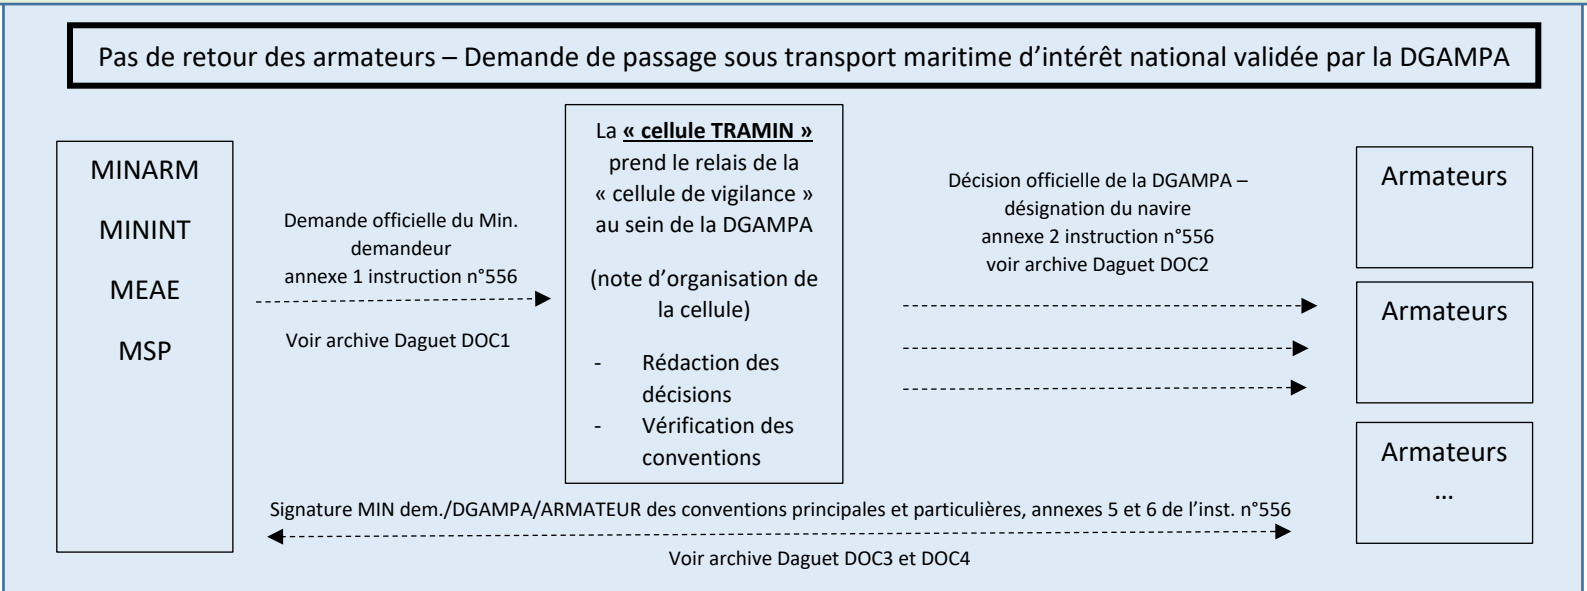 Pas de retour des armateurs – Demande de passage sous transport maritime d’intérêt national validée par la DGAMPA
MINARM
MININT
MEAE
MSP
Demande officielle du Min.
demandeur
annexe 1 instruction n°556
Voir archive Daguet DOC1
La « cellule TRAMIN »
prend le relais de la
« cellule de vigilance »
au sein de la DGAMPA
(note d’organisation de
la cellule)
- Rédaction des
décisions
- Vérification des
conventions
Décision officielle de la DGAMPA –
désignation du navire
annexe 2 instruction n°556
voir archive Daguet DOC2
Armateurs
Armateurs
Armateurs
...
Signature MIN dem./DGAMPA/ARMATEUR des conventions principales et particulières, annexes 5 et 6 de l’inst. n°556
Voir archive Daguet DOC3 et DOC4